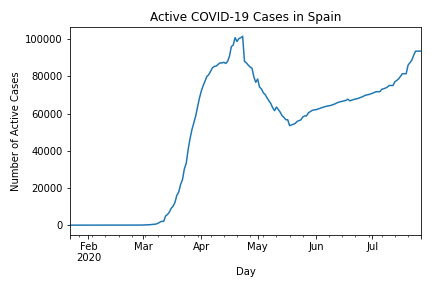 Active COVID-19 Cases in Spain
Number of Active Cases
100000
80000
60000
40000
20000
0
Feb Mar Apr May Jun Jul
2020
Day